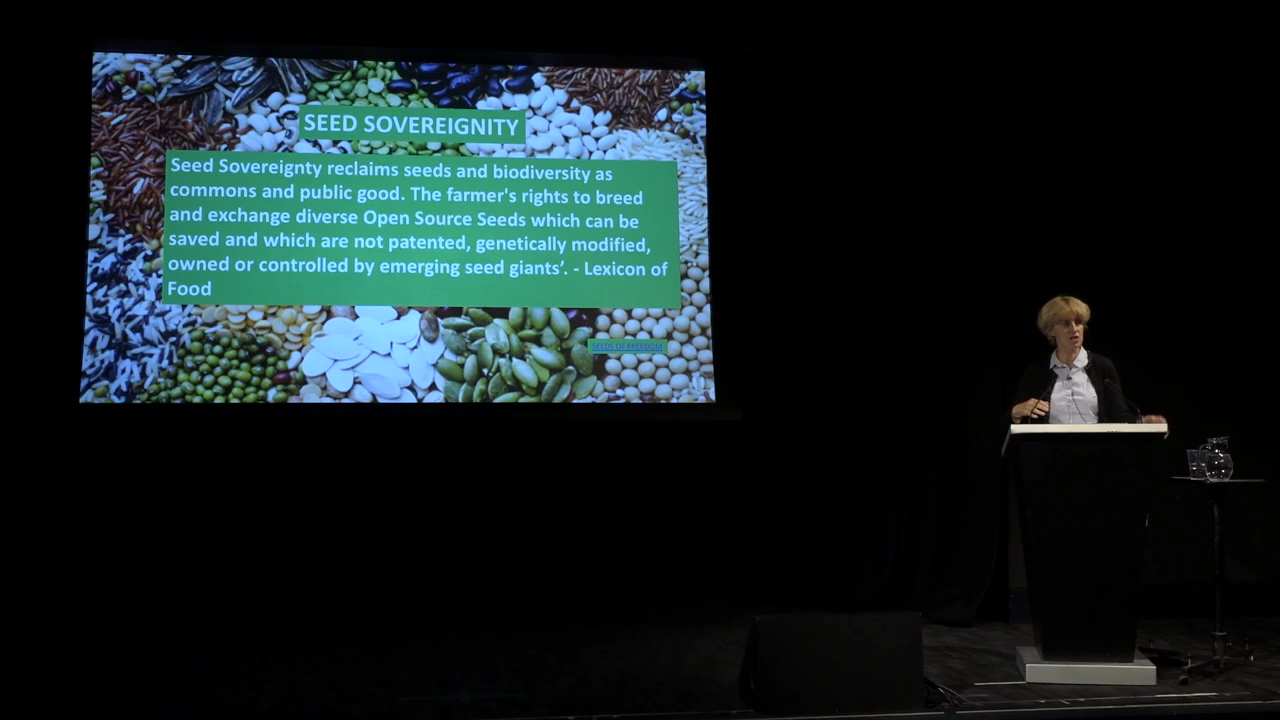 SEED SOVEREIGNITY
Seed Sovereignty reclaims seeds and biodiversity as
commons and public good. The farmer's rights to breed
and exchange diverse Open Source Seeds which can be
saved and which are not patented, genetically modified,
owned or controlled by emerging seed giants’. - Lexicon of
Food
SEEDS OF FREEDOM